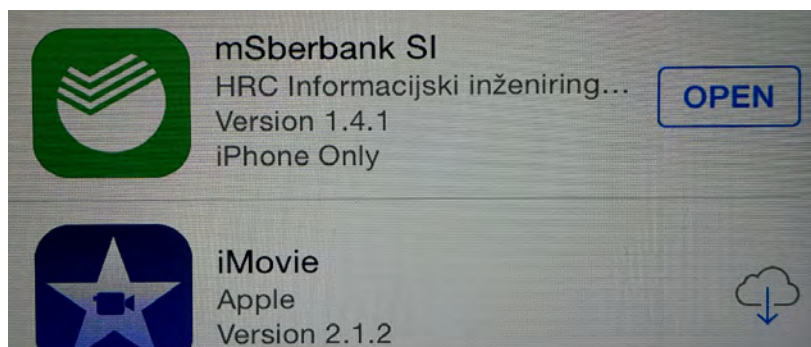 mSberbank SI
HRC Informacijski inženiring...
Version 1.4.1
iPhone Only
OPEN
iMovie
Apple
Version 2.1.2